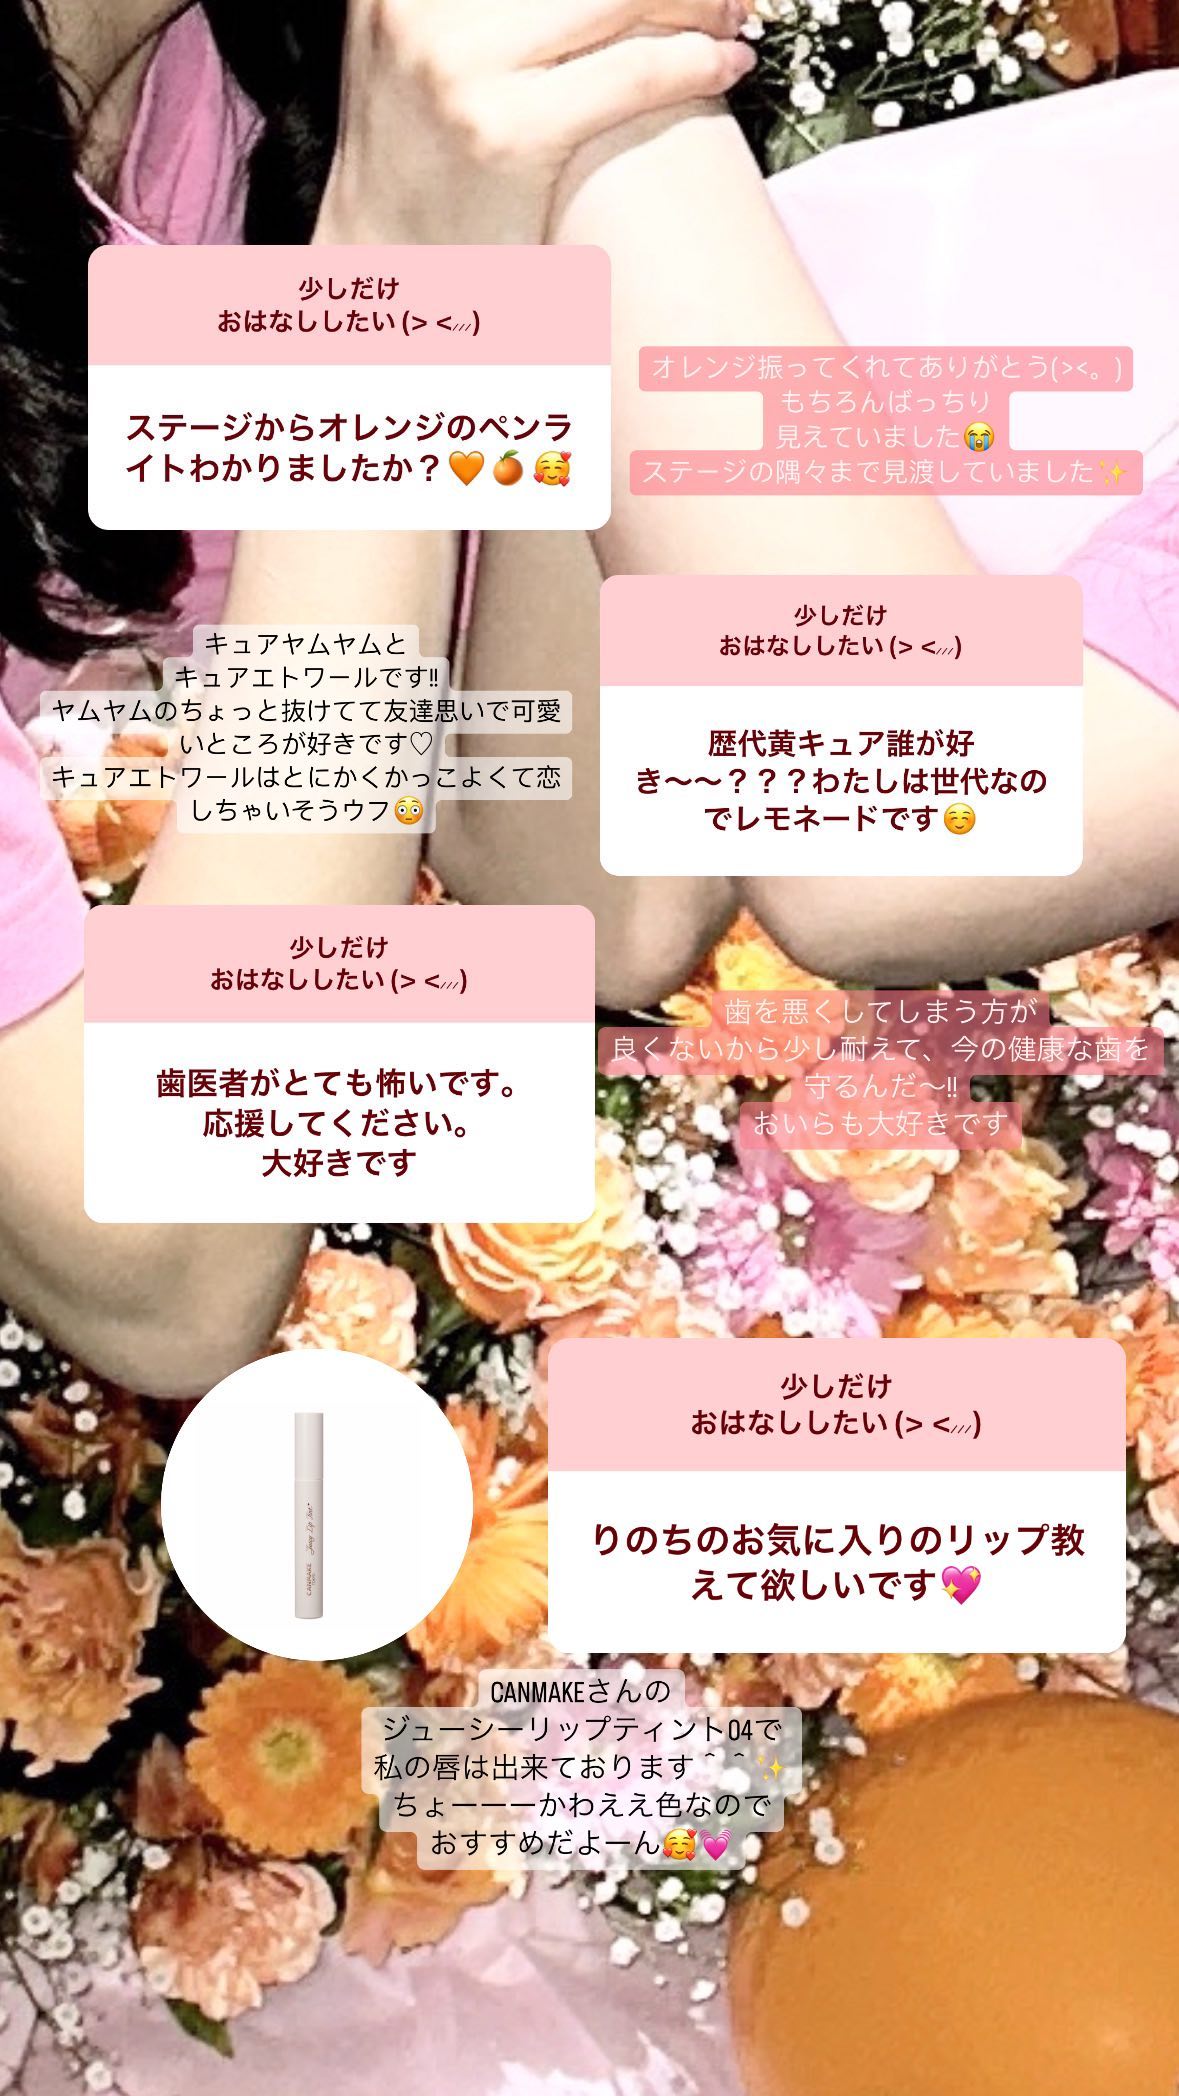 少しだけ
おはなししたい (> <⸝⸝⸝)
ステージからオレンジのペンラ
イトわかりましたか？🧡🍊🥰
オレンジ振ってくれてありがとう(><。)
もちろんばっちり
見えていました😭
ステージの隅々まで見渡していました✨
少しだけ
おはなししたい (> <⸝⸝⸝)
歴代黄キュア誰が好
き〜〜？？？わたしは世代なの
でレモネードです☺️
キュアヤムヤムと
キュアエトワールです‼
ヤムヤムのちょっと抜けてて友達思いで可愛
いところが好きです♡
キュアエトワールはとにかくかっこよくて恋
しちゃいそうウフ😳
少しだけ
おはなししたい (> <⸝⸝⸝)
歯医者がとても怖いです。
応援してください。
大好きです
歯を悪くしてしまう方が
良くないから少し耐えて、今の健康な歯を
守るんだ〜‼
おいらも大好きです
少しだけ
おはなししたい (> <⸝⸝⸝)
りのちのお気に入りのリップ教
えて欲しいです💖
Juicy Lip Tint
CANMAKE
CANMAKEさんの
ジューシーリップティント04で
私の唇は出来ております＾＾✨
ちょーーーかわええ色なので
おすすめだよーん🥰💓